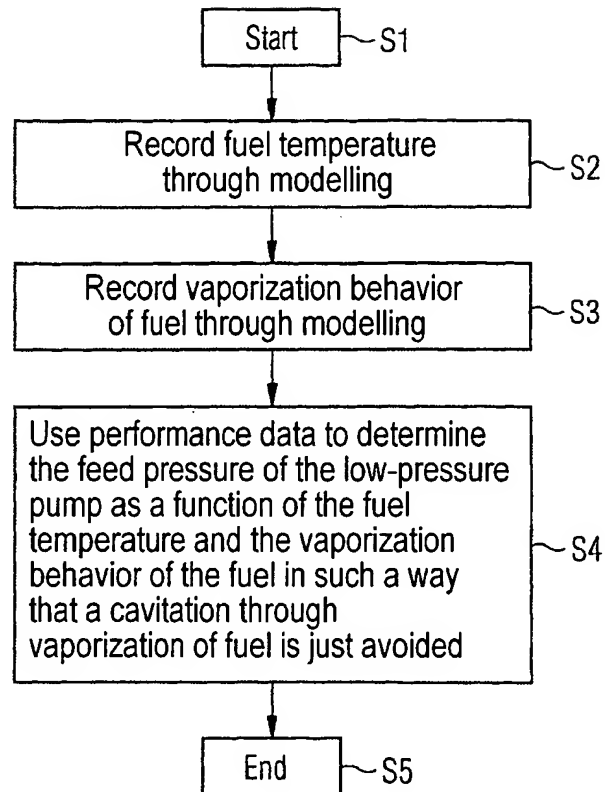 Start
S1
Record fuel temperature
through modelling
S2
Record vaporization behavior
of fuel through modelling
S3
Use performance data to determine
the feed pressure of the low-pressure
pump as a function of the fuel
temperature and the vaporization
behavior of the fuel in such a way
that a cavitation through
vaporization of fuel is just avoided
S4
End
S5